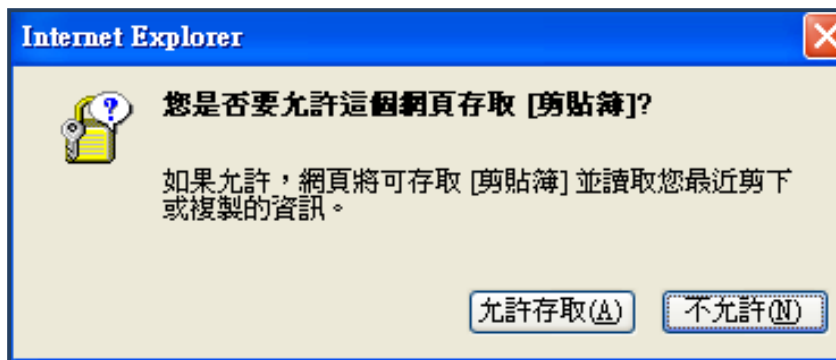 Internet Explorer
您是否要允許這個網頁存取 [剪貼簿]?
如果允許，網頁將可存取 [剪貼簿] 並讀取您最近剪下
或複製的資訊。
允許存取(A) 不允許(N)